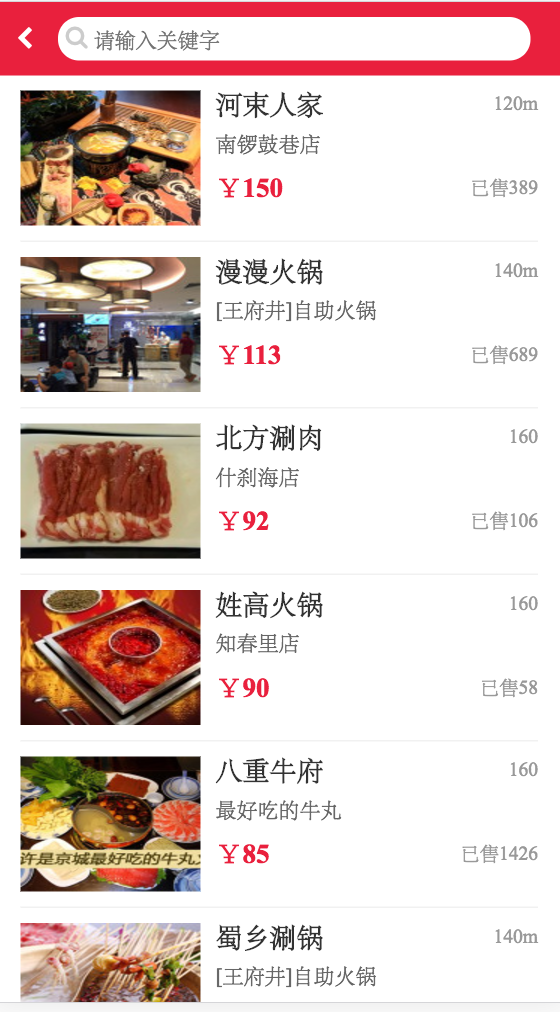 请输入关键字
河束人家
120m
南锣鼓巷店
￥150
已售389
漫漫火锅
140m
[王府井]自助火锅
￥113
已售689
北方涮肉
160
什刹海店
￥92
已售106
姓高火锅
160
知春里店
￥90
已售58
八重牛府
160
最好吃的牛丸
￥85
已售1426
许是京城最好吃的牛丸
蜀乡涮锅
140m
[王府井]自助火锅